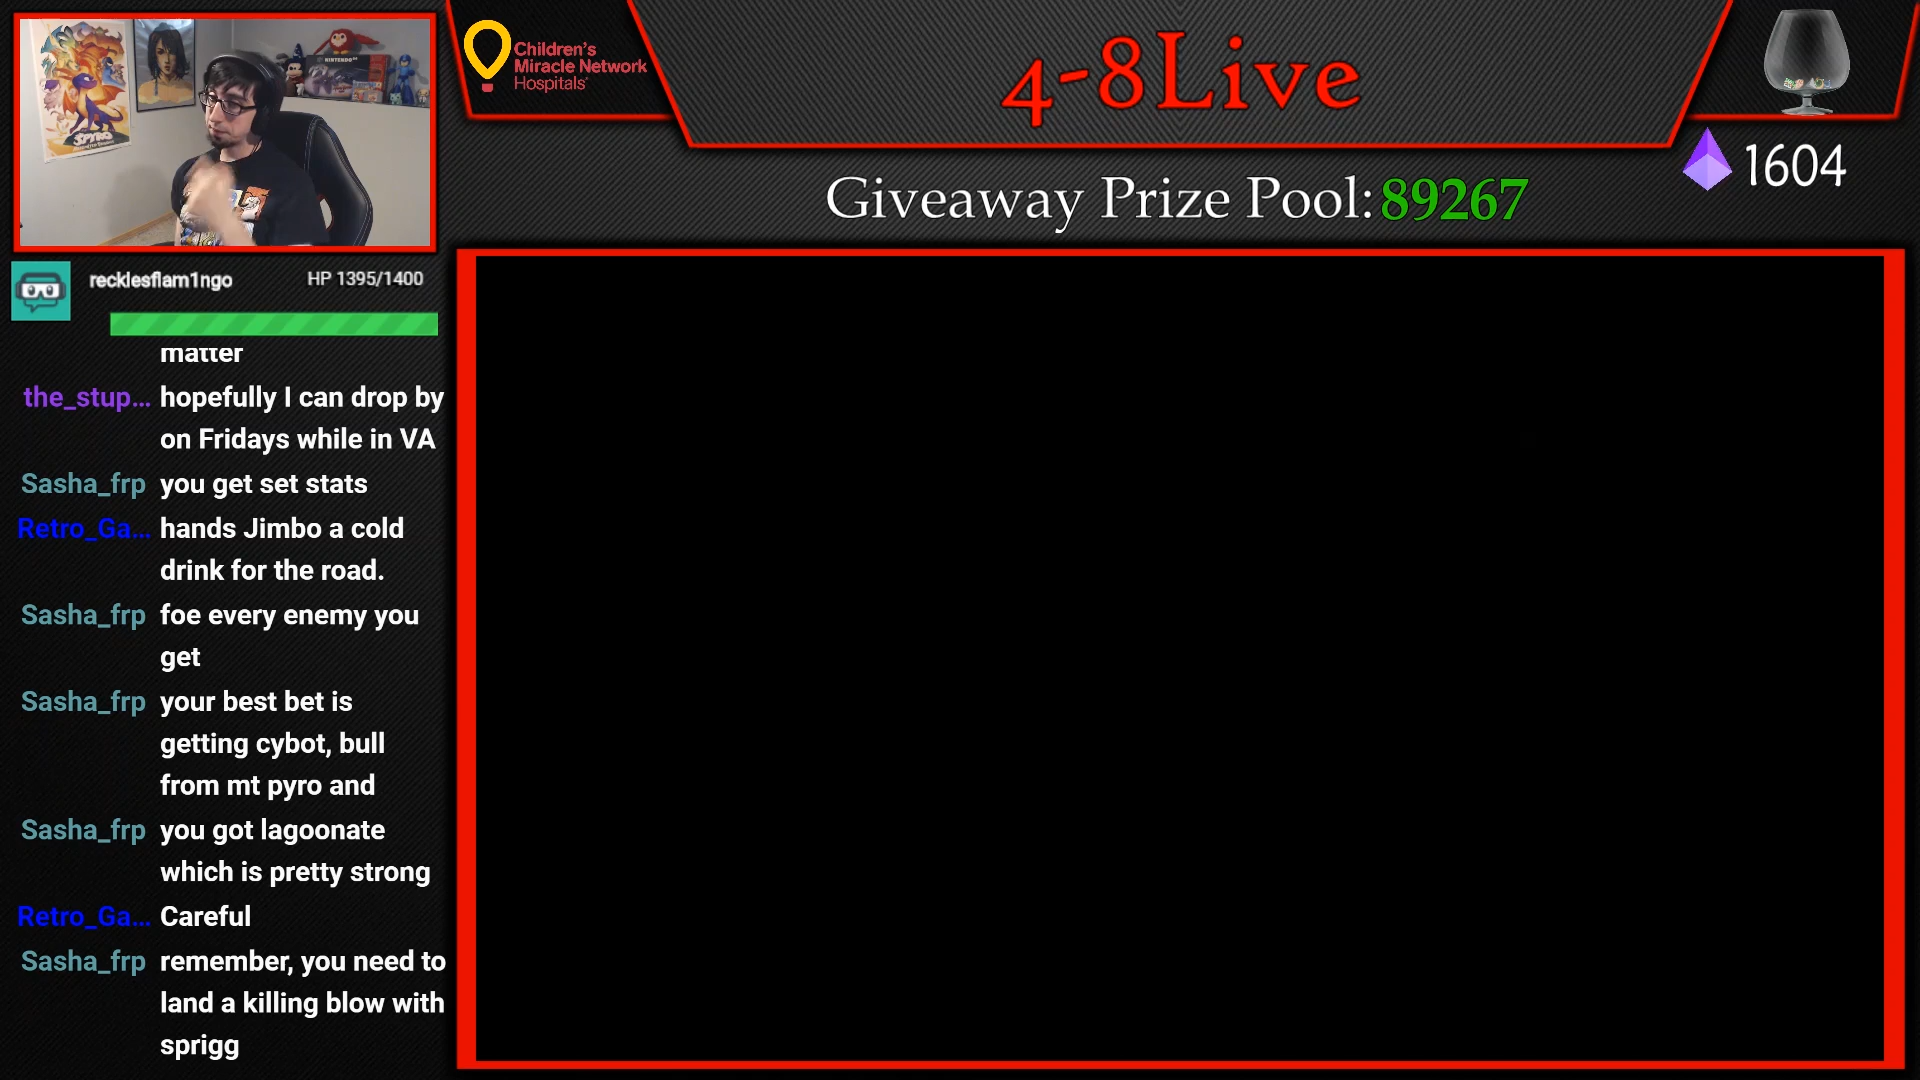 SPYRO
NINTENDO
Children's
Miracle Network
Hospitals
4-8Live
1604
Giveaway Prize Pool:89267
recklesflam1ngo HP 1395/1400
matter
the_stup... hopefully I can drop by
on Fridays while in VA
Sasha_frp you get set stats
Retro_Ga... hands Jimbo a cold
drink for the road.
Sasha_frp foe every enemy you
get
Sasha_frp your best bet is
getting cybot, bull
from mt pyro and
Sasha_frp you got lagoonate
which is pretty strong
Retro_Ga... Careful
Sasha_frp remember, you need to
land a killing blow with
sprigg